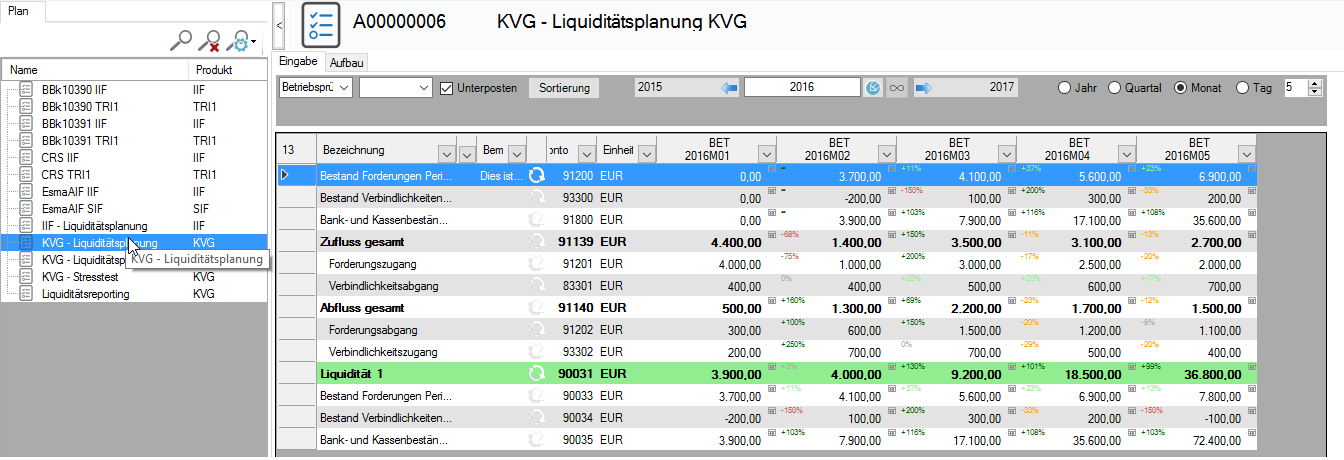 Plan
< A00000006 KVG - Liquiditätsplanung KVG
Eingabe Aufbau
Name Produkt
BBk10390 IIF IIF
BBk10390 TRI1 TRI1
BBk10391 IIF IIF
BBk10391 TRI1 TRI1
CRS IIF IIF
CRS TRI1 TRI1
EsmaAIF IIF IIF
EsmaAIF SIF SIF
IIF - Liquiditätsplanung IIF
KVG - Liquiditätsplanung KVG
KVG - Liquiditätsp
KVG - Liquiditätsplanung
KVG - Stresstest KVG
Liquiditätsreporting KVG
Betriebsprü Unterposten Sortierung 2015 2016 2017 Jahr Quartal Monat Tag 5
13 Bezeichnung Bem onto Einheit BET 2016M01 BET 2016M02 BET 2016M03 BET 2016M04 BET 2016M05
Bestand Forderungen Peri... Dies ist... 91200 EUR 0,00 - 3.700,00 +11% 4.100,00 +37% 5.600,00 +23% 6.900,00
Bestand Verbindlichkeiten... 93300 EUR 0,00 - -200,00 -150% 100,00 +200% 300,00 -33% 200,00
Bank- und Kassenbestän... 91800 EUR 0,00 - 3.900,00 +103% 7.900,00 +116% 17.100,00 +108% 35.600,00
Zufluss gesamt 91139 EUR 4.400,00 -68% 1.400,00 +150% 3.500,00 -11% 3.100,00 -13% 2.700,00
Forderungszugang 91201 EUR 4.000,00 -75% 1.000,00 +200% 3.000,00 -17% 2.500,00 -20% 2.000,00
Verbindlichkeitsabgang 83301 EUR 400,00 0% 400,00 +25% 500,00 +20% 600,00 +17% 700,00
Abfluss gesamt 91140 EUR 500,00 +160% 1.300,00 +69% 2.200,00 -23% 1.700,00 -12% 1.500,00
Forderungsabgang 91202 EUR 300,00 +100% 600,00 +150% 1.500,00 -20% 1.200,00 -8% 1.100,00
Verbindlichkeitszugang 93302 EUR 200,00 +250% 700,00 0% 700,00 -29% 500,00 -20% 400,00
Liquidität 1 90031 EUR 3.900,00 +3% 4.000,00 +130% 9.200,00 +101% 18.500,00 +99% 36.800,00
Bestand Forderungen Peri... 90033 EUR 3.700,00 +11% 4.100,00 +37% 5.600,00 +23% 6.900,00 +13% 7.800,00
Bestand Verbindlichkeiten... 90034 EUR -200,00 -150% 100,00 +200% 300,00 -33% 200,00 -150% -100,00
Bank- und Kassenbestän... 90035 EUR 3.900,00 +103% 7.900,00 +116% 17.100,00 +108% 35.600,00 +103% 72.400,00